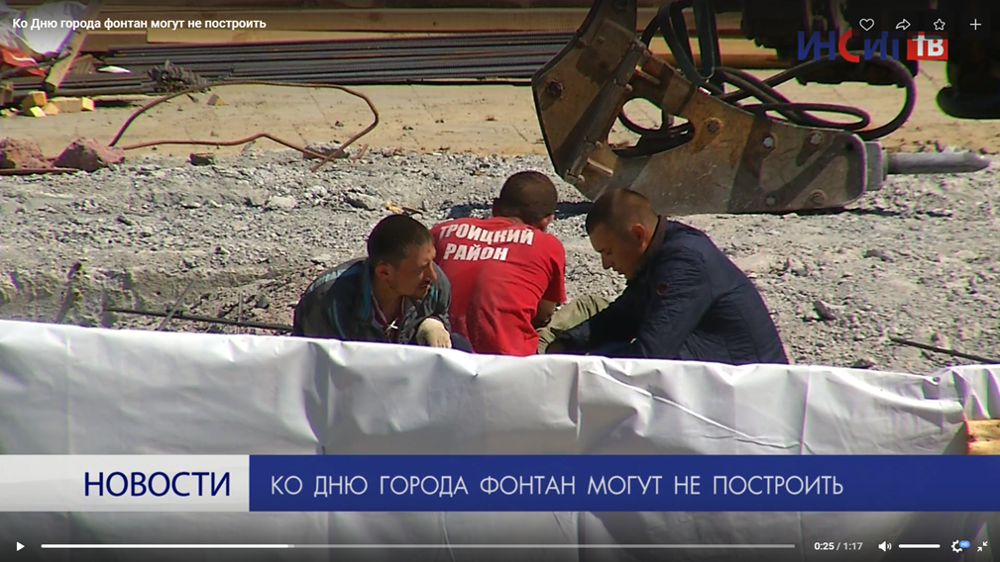 Ко Дню города фонтан могут не построить
ИНСИТ ТВ
ТРОИЦКИЙ
РАЙОН
НОВОСТИ
КО ДНЮ ГОРОДА ФОНТАН МОГУТ НЕ ПОСТРОИТЬ
0:25 / 1:17
HD